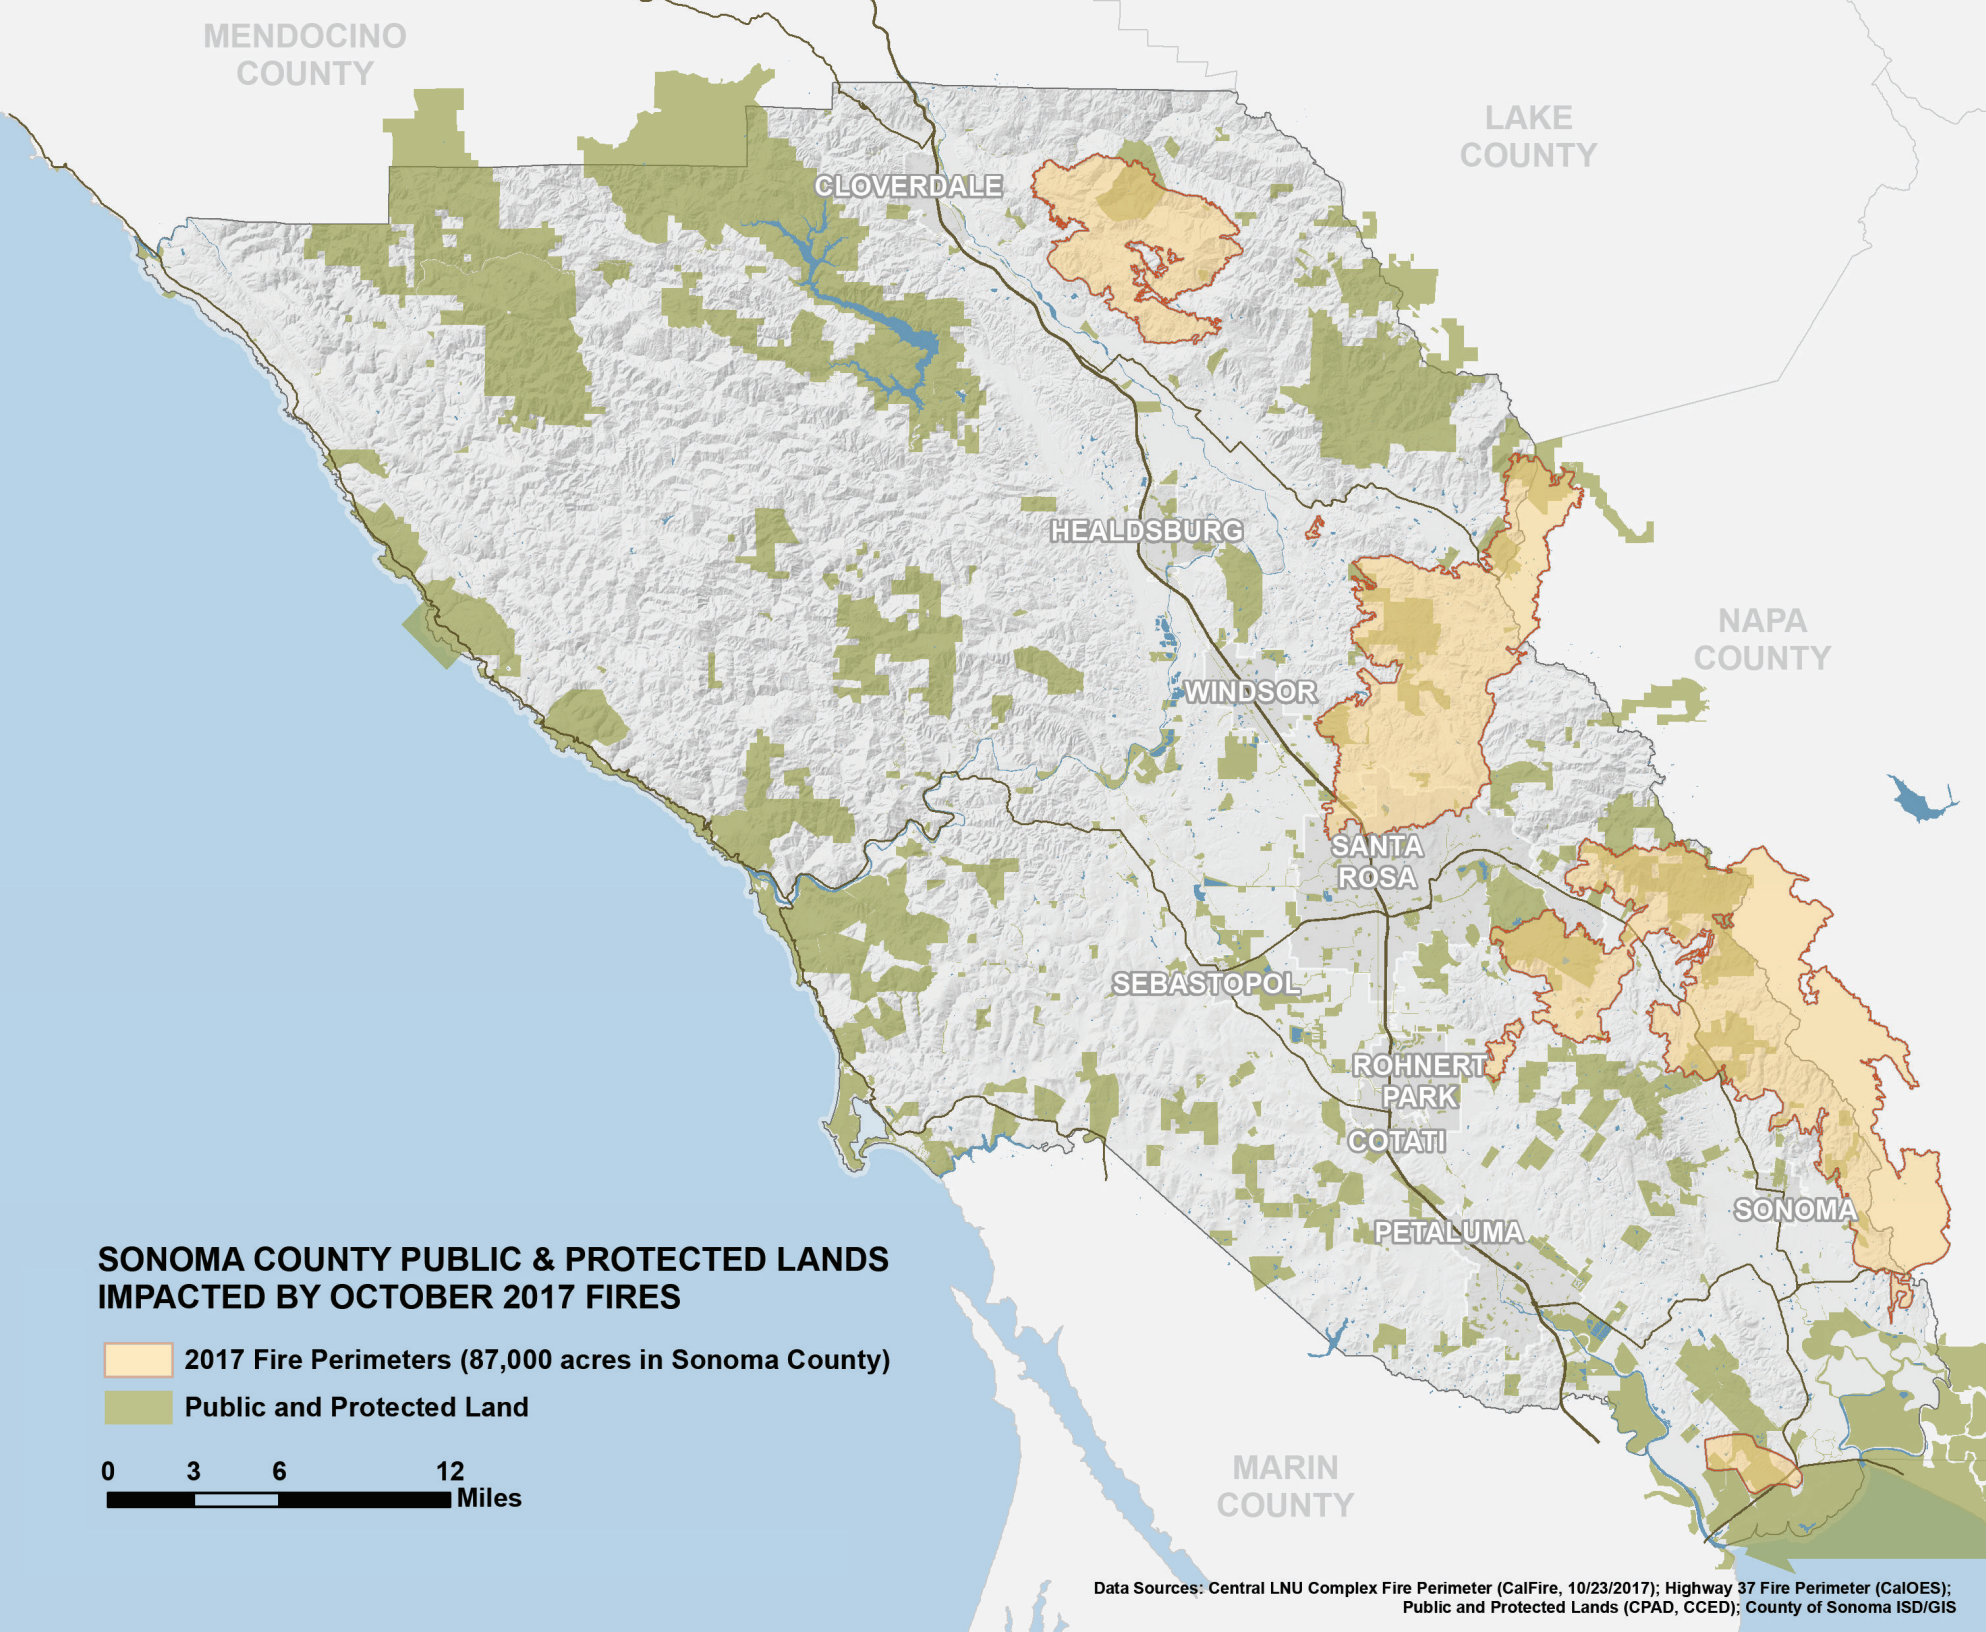 MENDOCINO
COUNTY
LAKE
COUNTY
CLOVERDALE
HEALDSBURG
NAPA
COUNTY
WINDSOR
SANTA
ROSA
SEBASTOPOL
ROHNERT
PARK
COTATI
SONOMA
PETALUMA
SONOMA COUNTY PUBLIC & PROTECTED LANDS
IMPACTED BY OCTOBER 2017 FIRES
2017 Fire Perimeters (87,000 acres in Sonoma County)
Public and Protected Land
0 3 6 12
Miles
MARIN
COUNTY
Data Sources: Central LNU Complex Fire Perimeter (CalFire, 10/23/2017); Highway 37 Fire Perimeter (CalOES);
Public and Protected Lands (CPAD, CCED); County of Sonoma ISD/GIS